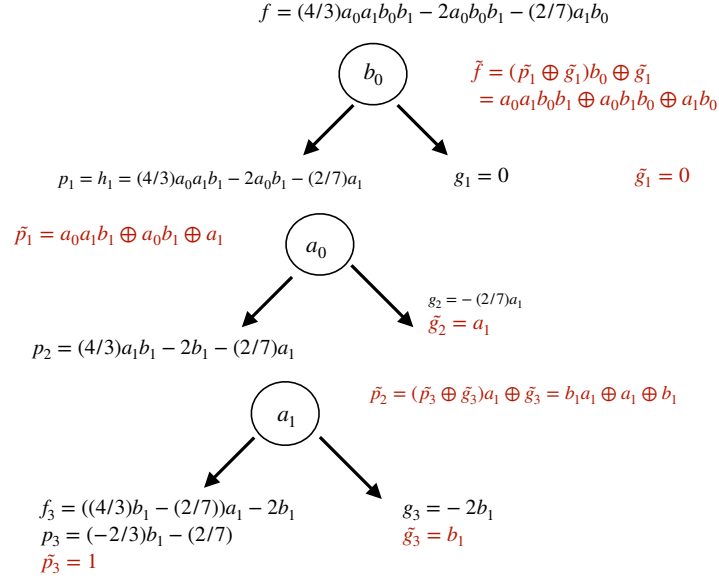 f = (4/3)a₀a₁b₀b₁ − 2a₀b₀b₁ − (2/7)a₁b₀
b₀
f̃ = (p̃₁ ⊕ g̃₁)b₀ ⊕ g̃₁
= a₀a₁b₀b₁ ⊕ a₀b₁b₀ ⊕ a₁b₀
p₁ = h₁ = (4/3)a₀a₁b₁ − 2a₀b₁ − (2/7)a₁
g₁ = 0
g̃₁ = 0
p̃₁ = a₀a₁b₁ ⊕ a₀b₁ ⊕ a₁
a₀
g₂ = − (2/7)a₁
g̃₂ = a₁
p₂ = (4/3)a₁b₁ − 2b₁ − (2/7)a₁
a₁
p̃₂ = (p̃₃ ⊕ g̃₃)a₁ ⊕ g̃₃ = b₁a₁ ⊕ a₁ ⊕ b₁
f₃ = ((4/3)b₁ − (2/7))a₁ − 2b₁
p₃ = (−2/3)b₁ − (2/7)
p̃₃ = 1
g₃ = − 2b₁
g̃₃ = b₁